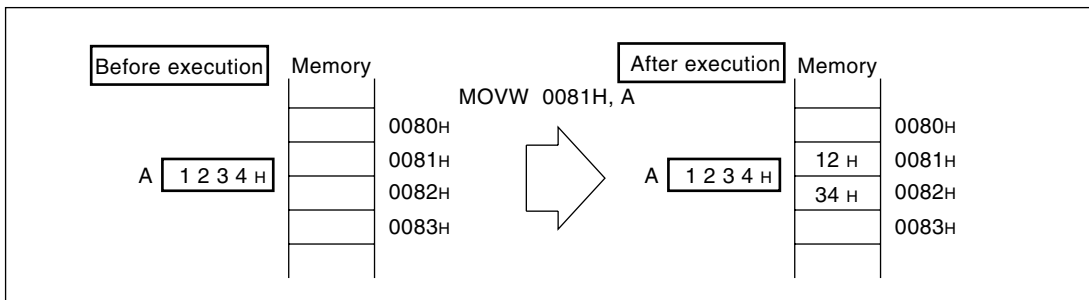 Before execution Memory
MOVW 0081H, A
After execution Memory
0080H
0081H
A 1 2 3 4 H
0082H
0083H
0080H
12 H 0081H
A 1 2 3 4 H
34 H 0082H
0083H